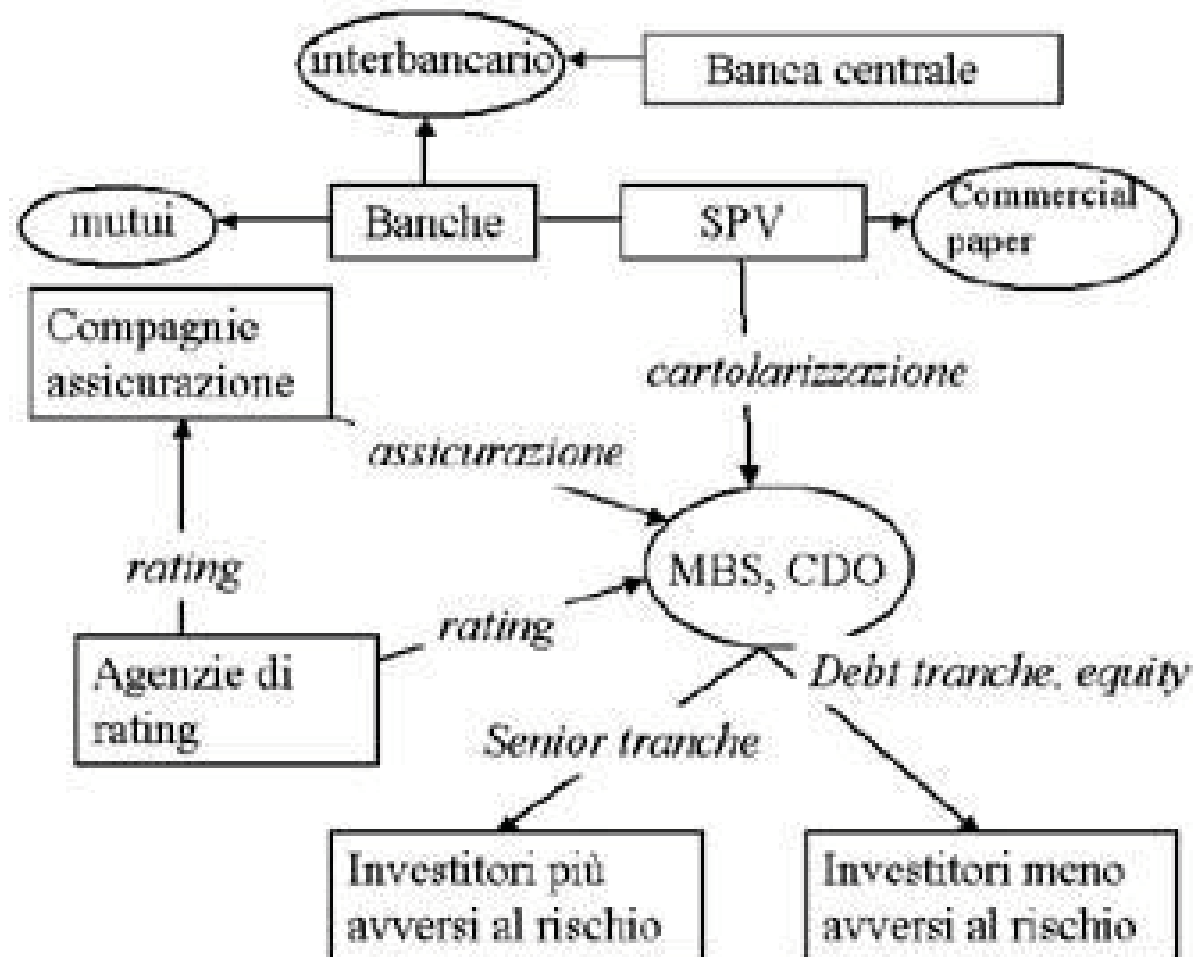 interbancario
Banca centrale
mutui
Banche
SPV
Commercial
paper
Compagnie
assicurazione
cartolarizzazione
assicurazione
MBS, CDO
rating
rating
Agenzie di
rating
Debt tranche, equity
Senior tranche
Investitori più
avversi al rischio
Investitori meno
avversi al rischio